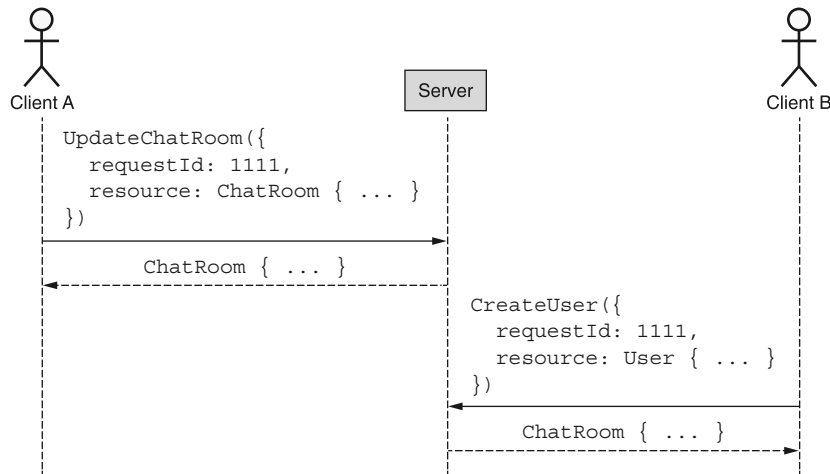 Client A
Server
Client B
UpdateChatRoom({
  requestId: 1111,
  resource: ChatRoom { ... }
})
ChatRoom { ... }
CreateUser({
  requestId: 1111,
  resource: User { ... }
})
ChatRoom { ... }